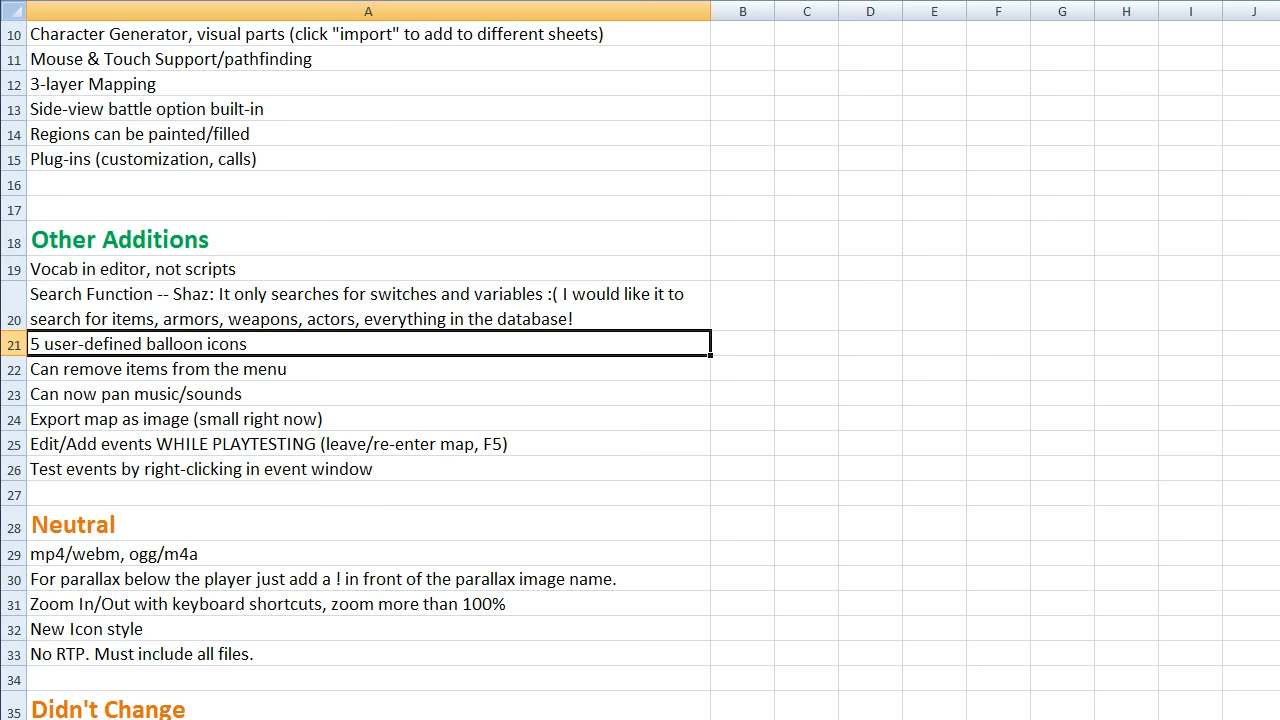 A B C D E F G H I J
10 Character Generator, visual parts (click "import" to add to different sheets)
11 Mouse & Touch Support/pathfinding
12 3-layer Mapping
13 Side-view battle option built-in
14 Regions can be painted/filled
15 Plug-ins (customization, calls)
16
17
18 Other Additions
19 Vocab in editor, not scripts
Search Function -- Shaz: It only searches for switches and variables :( I would like it to
20 search for items, armors, weapons, actors, everything in the database!
21 5 user-defined balloon icons
22 Can remove items from the menu
23 Can now pan music/sounds
24 Export map as image (small right now)
25 Edit/Add events WHILE PLAYTESTING (leave/re-enter map, F5)
26 Test events by right-clicking in event window
27
28 Neutral
29 mp4/webm, ogg/m4a
30 For parallax below the player just add a ! in front of the parallax image name.
31 Zoom In/Out with keyboard shortcuts, zoom more than 100%
32 New Icon style
33 No RTP. Must include all files.
34
35 Didn't Change